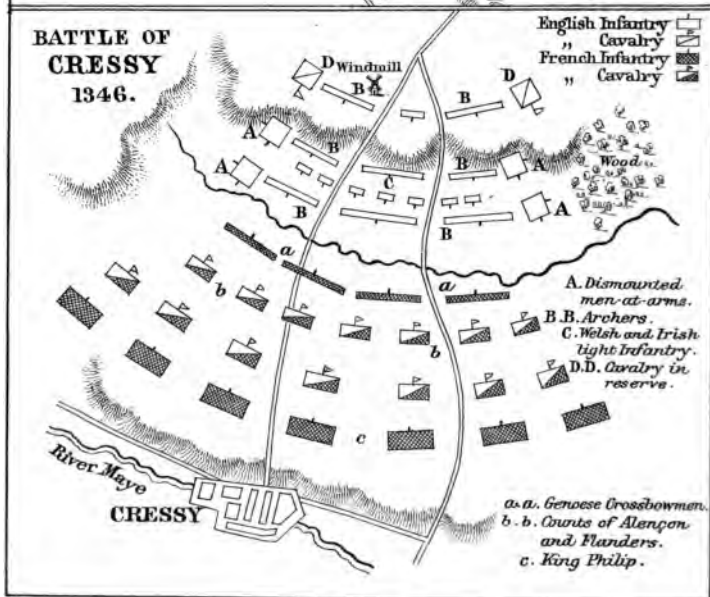 BATTLE OF
CRESSY
1346.
English Infantry
„ Cavalry
French Infantry
„ Cavalry
D Windmill
B
B
D
A
B
A
B
B
A
C
A
B
B
Wood
a
a
b
b
c
A. Dismounted
men-at-arms.
B.B. Archers.
C. Welsh and Irish
light Infantry.
D.D. Cavalry in
reserve.
River Maye
CRESSY
a.a. Genoese Crossbowmen.
b.b. Counts of Alençon
and Flanders.
c. King Philip.